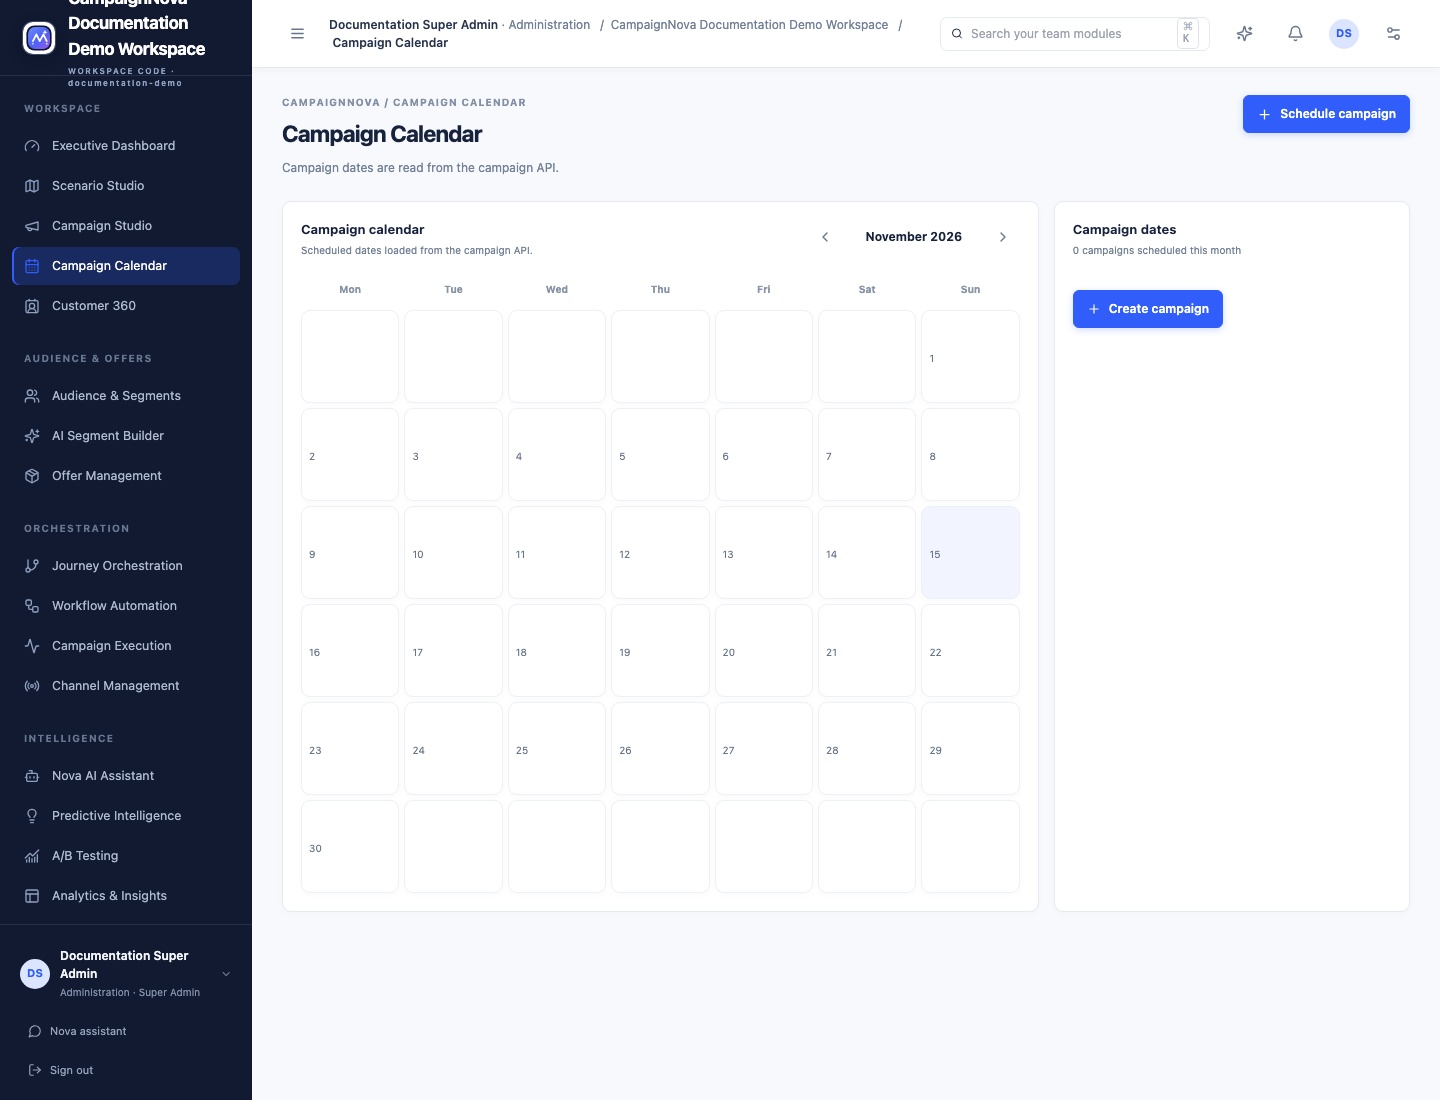 CampaignNova
Documentation
Demo Workspace
WORKSPACE CODE ·
documentation-demo
WORKSPACE
Executive Dashboard
Scenario Studio
Campaign Studio
Campaign Calendar
Customer 360
AUDIENCE & OFFERS
Audience & Segments
AI Segment Builder
Offer Management
ORCHESTRATION
Journey Orchestration
Workflow Automation
Campaign Execution
Channel Management
INTELLIGENCE
Nova AI Assistant
Predictive Intelligence
A/B Testing
Analytics & Insights
DS
Documentation Super
Admin
Administration · Super Admin
Nova assistant
Sign out
Documentation Super Admin · Administration / CampaignNova Documentation Demo Workspace /
Campaign Calendar
Search your team modules
⌘
K
DS
CAMPAIGNNOVA / CAMPAIGN CALENDAR
Campaign Calendar
Campaign dates are read from the campaign API.
Schedule campaign
Campaign calendar
Scheduled dates loaded from the campaign API.
November 2026
Mon Tue Wed Thu Fri Sat Sun
1
2 3 4 5 6 7 8
9 10 11 12 13 14 15
16 17 18 19 20 21 22
23 24 25 26 27 28 29
30
Campaign dates
0 campaigns scheduled this month
Create campaign